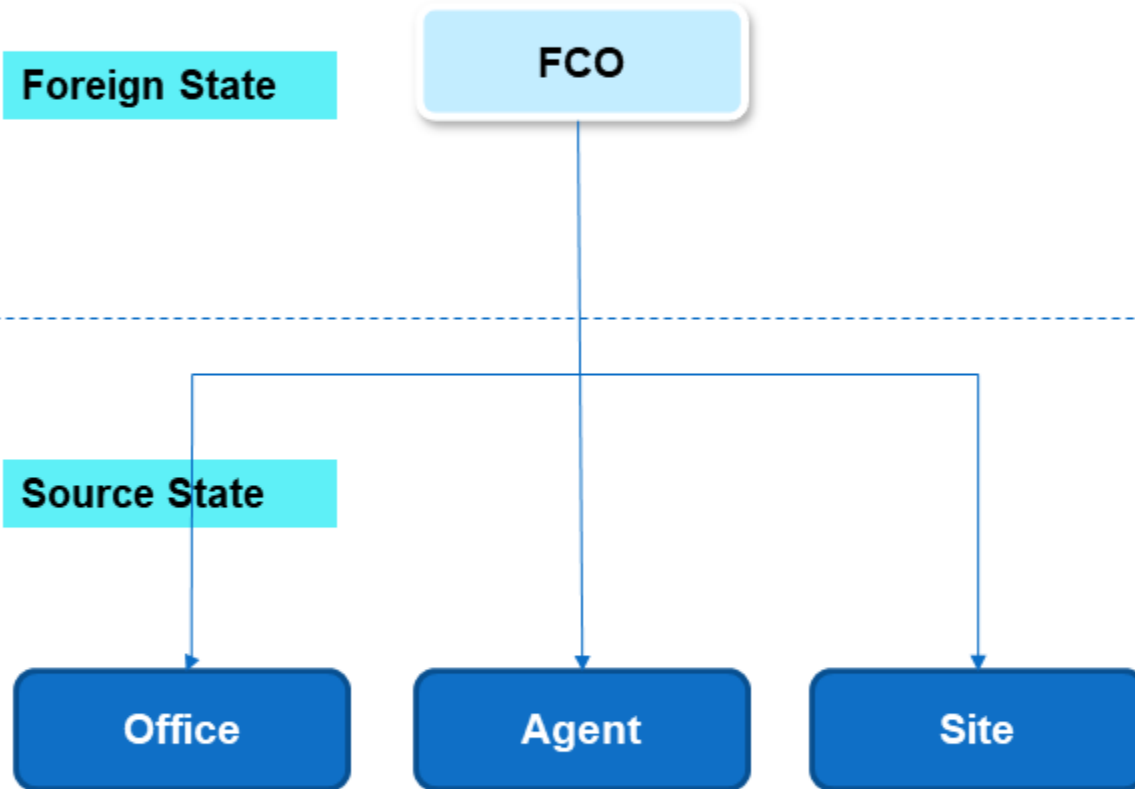 FCO
Foreign State
Source State
Office
Agent
Site